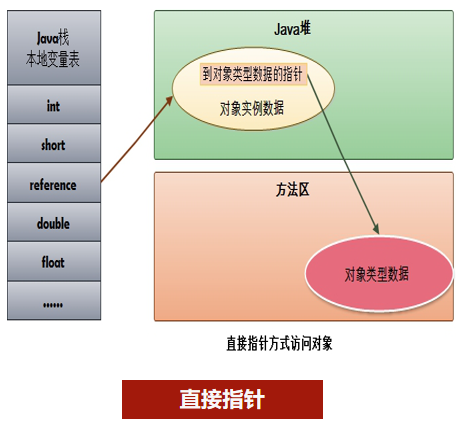 Java栈
本地变量表
int
short
reference
double
float
......
Java堆
到对象类型数据的指针
对象实例数据
方法区
对象类型数据
直接指针方式访问对象
直接指针